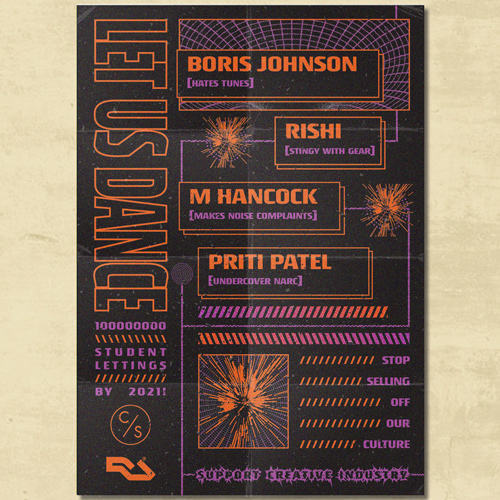 LET US DANCE
BORIS JOHNSON
[HATES TUNES]
RISHI
[STINGY WITH GEAR]
M HANCOCK
[MAKES NOISE COMPLAINTS]
PRITI PATEL
[UNDERCOVER NARC]
100000000
STUDENT
LETTINGS
BY 2021!
C/S
STOP
SELLING
OFF
OUR
CULTURE
SUPPORT CREATIVE INDUSTRY